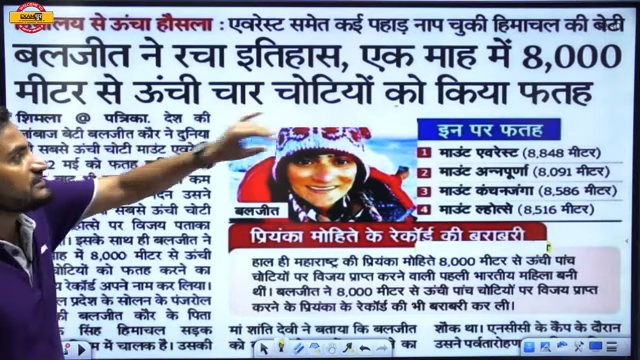 से ऊंचा हौसला : एवरेस्ट समेत कई पहाड़ नाप चुकी हिमाचल की बेटी
बलजीत ने रचा इतिहास, एक माह में 8,000
मीटर से ऊंची चार चोटियों को किया फतह
शिमला @ पत्रिका. देश की
बेटी बलजीत कौर ने दुनिया
सबसे ऊंची चोटी माउंट
मई को फतह
कम
दिन उसने
सबसे ऊंची चोटी
पर विजय पताका
इसके साथ ही बलजीत ने
में 8,000 मीटर से ऊंची
को फतह करने का
रेकॉर्ड अपने नाम कर लिया।
प्रदेश के सोलन के पंजरोल
की बलजीत कौर के पिता
सिंह हिमाचल सड़क
में चालक है। उसकी
बलजीत
इन पर फतह
1 माउंट एवरेस्ट (8,848 मीटर)
2 माउंट अन्नपूर्णा (8,091 मीटर)
3 माउंट कंचनजंगा (8,586 मीटर)
4 माउंट ल्होत्से (8,516 मीटर)
प्रियंका मोहिते के रेकॉर्ड की बराबरी
हाल ही महाराष्ट्र की प्रियंका मोहिते 8,000 मीटर से ऊंची पांच
चोटियों पर विजय प्राप्त करने वाली पहली भारतीय महिला बनी
थीं। बलजीत ने 8,000 मीटर से ऊंची पांच चोटियों पर विजय प्राप्त
करने के प्रियंका के रिकॉर्ड की भी बराबरी कर ली।
मां शांति देवी ने बताया कि बलजीत
का
शौक था। एनसीसी के कैंप के दौरान
उसने पर्वतारोहण